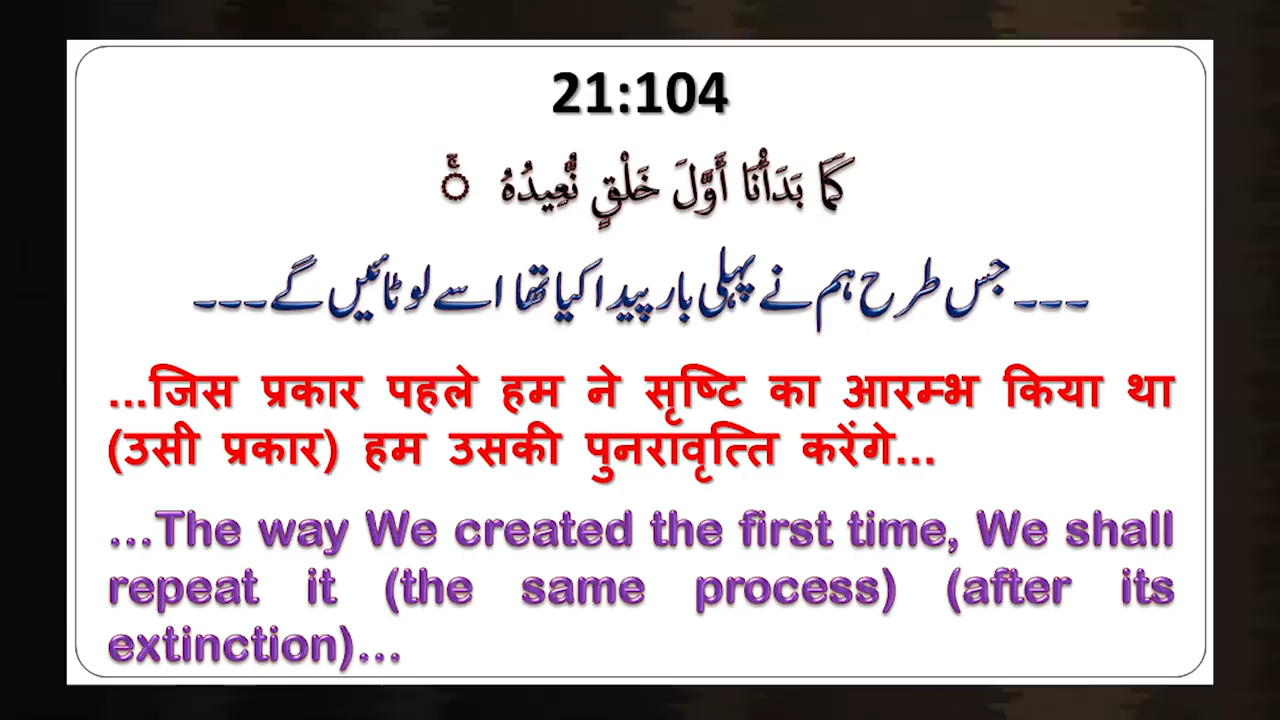 21:104
كَمَا بَدَأْنَا أَوَّلَ خَلْقٍ نُّعِيدُهُ ۚ
۔۔۔جس طرح ہم نے پہلی بار پیدا کیا تھا اسے لوٹائیں گے۔۔۔
...जिस प्रकार पहले हम ने सृष्टि का आरम्भ किया था
(उसी प्रकार) हम उसकी पुनरावृत्ति करेंगे...
...The way We created the first time, We shall
repeat it (the same process) (after its
extinction)...